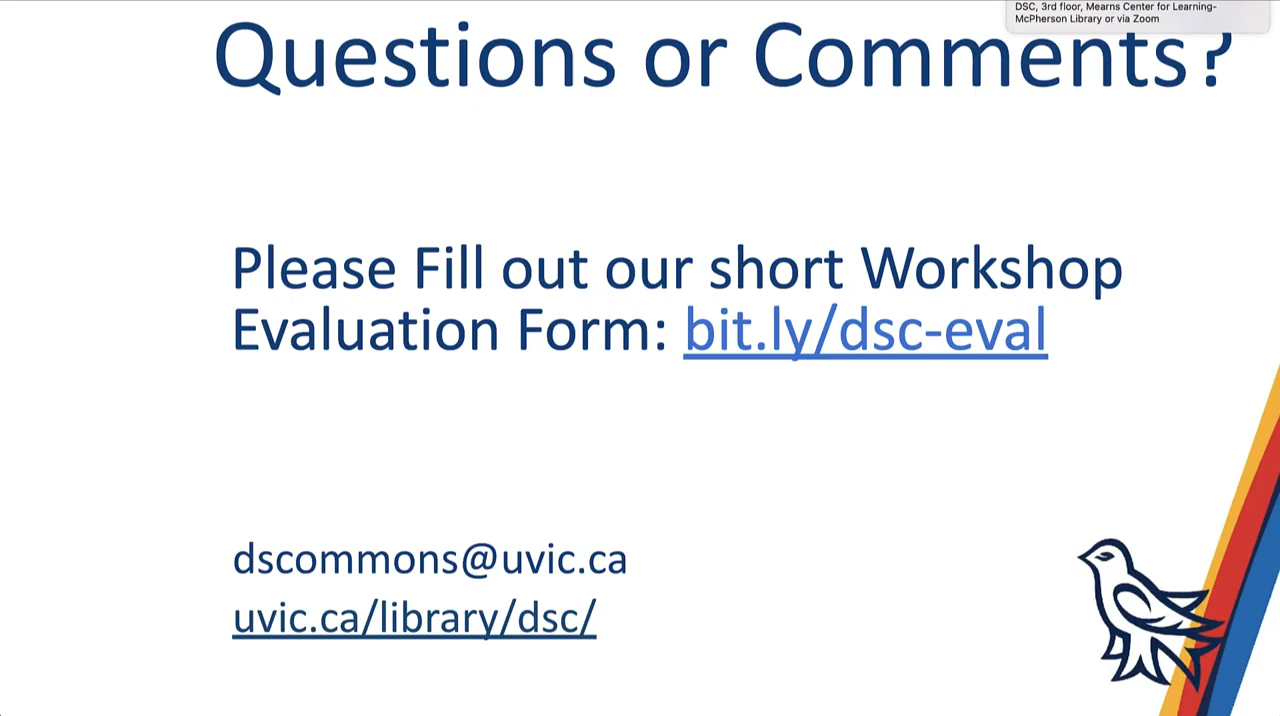 DSC, 3rd floor, Mearns Center for Learning-
McPherson Library or via Zoom
Questions or Comments?
Please Fill out our short Workshop
Evaluation Form: bit.ly/dsc-eval
dscommons@uvic.ca
uvic.ca/library/dsc/